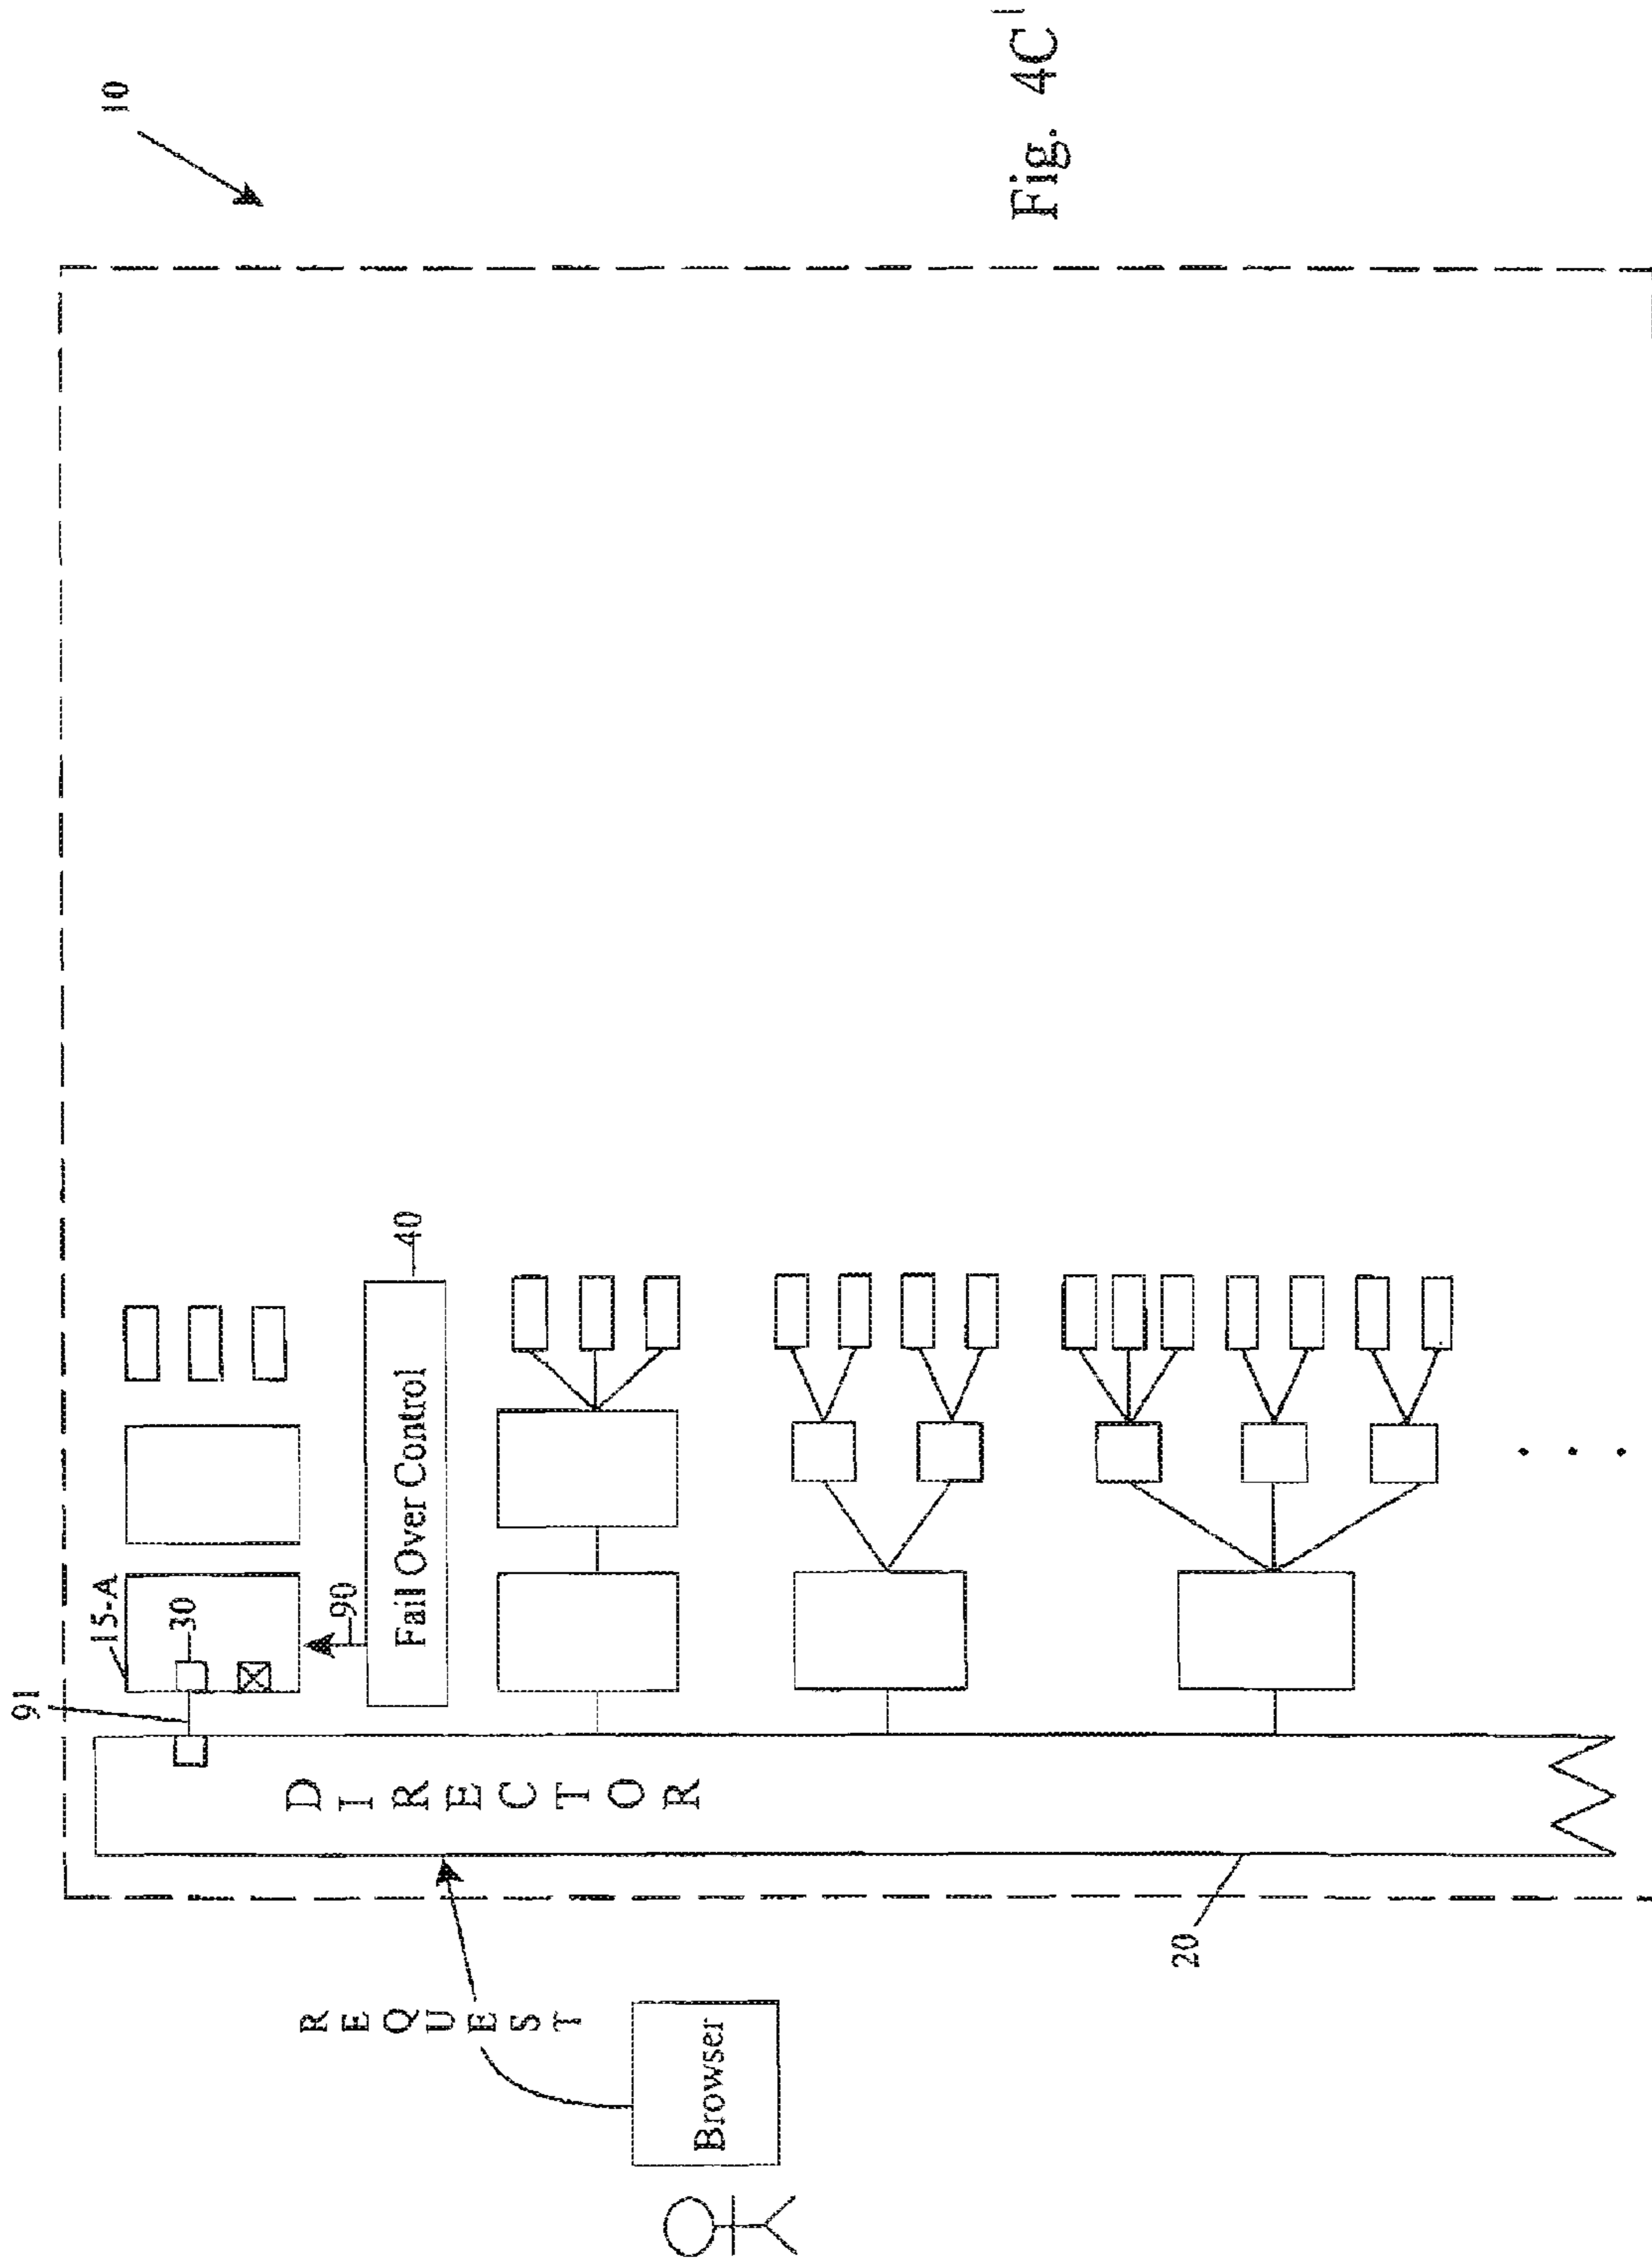 10
91
15-A
30
90
Fail Over Control
40
DIRECTOR
REQUEST
Browser
20
Fig. 4C